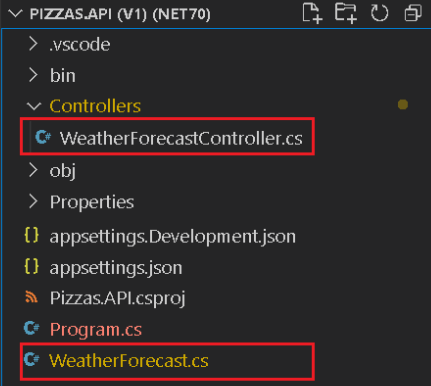 PIZZAS.API (V1) (NET70)
.vscode
bin
Controllers
C# WeatherForecastController.cs
obj
Properties
{} appsettings.Development.json
{} appsettings.json
Pizzas.API.csproj
C# Program.cs
C# WeatherForecast.cs